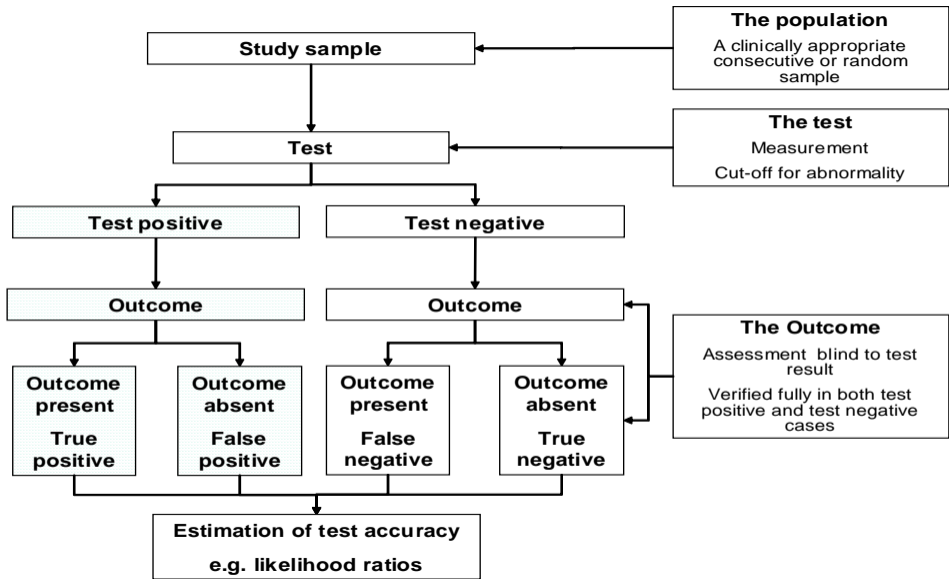 The population
A clinically appropriate
consecutive or random
sample
Study sample
The test
Measurement
Cut-off for abnormality
Test
Test positive
Test negative
Outcome
Outcome
The Outcome
Assessment blind to test
result
Verified fully in both test
positive and test negative
cases
Outcome
present
True
positive
Outcome
absent
False
positive
Outcome
present
False
negative
Outcome
absent
True
negative
Estimation of test accuracy
e.g. likelihood ratios